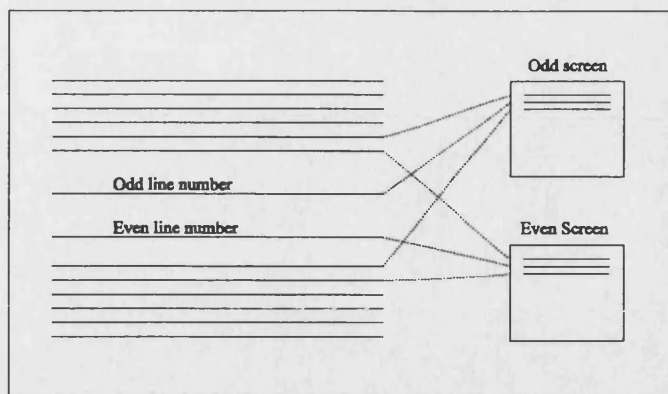 Odd screen
Odd line number
Even line number
Even Screen